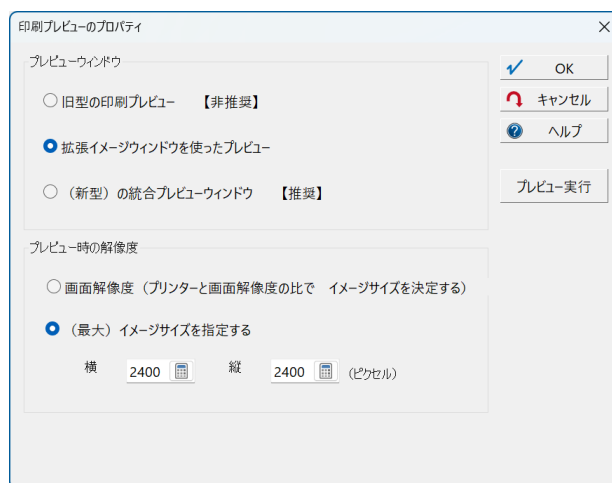 印刷プレビューのプロパティ
プレビューウィンドウ
旧型の印刷プレビュー　【非推奨】
拡張イメージウィンドウを使ったプレビュー
（新型）の統合プレビューウィンドウ　【推奨】
プレビュー時の解像度
画面解像度（プリンターと画面解像度の比で　イメージサイズを決定する）
（最大）イメージサイズを指定する
横 2400 縦 2400 (ピクセル)
OK
キャンセル
ヘルプ
プレビュー実行